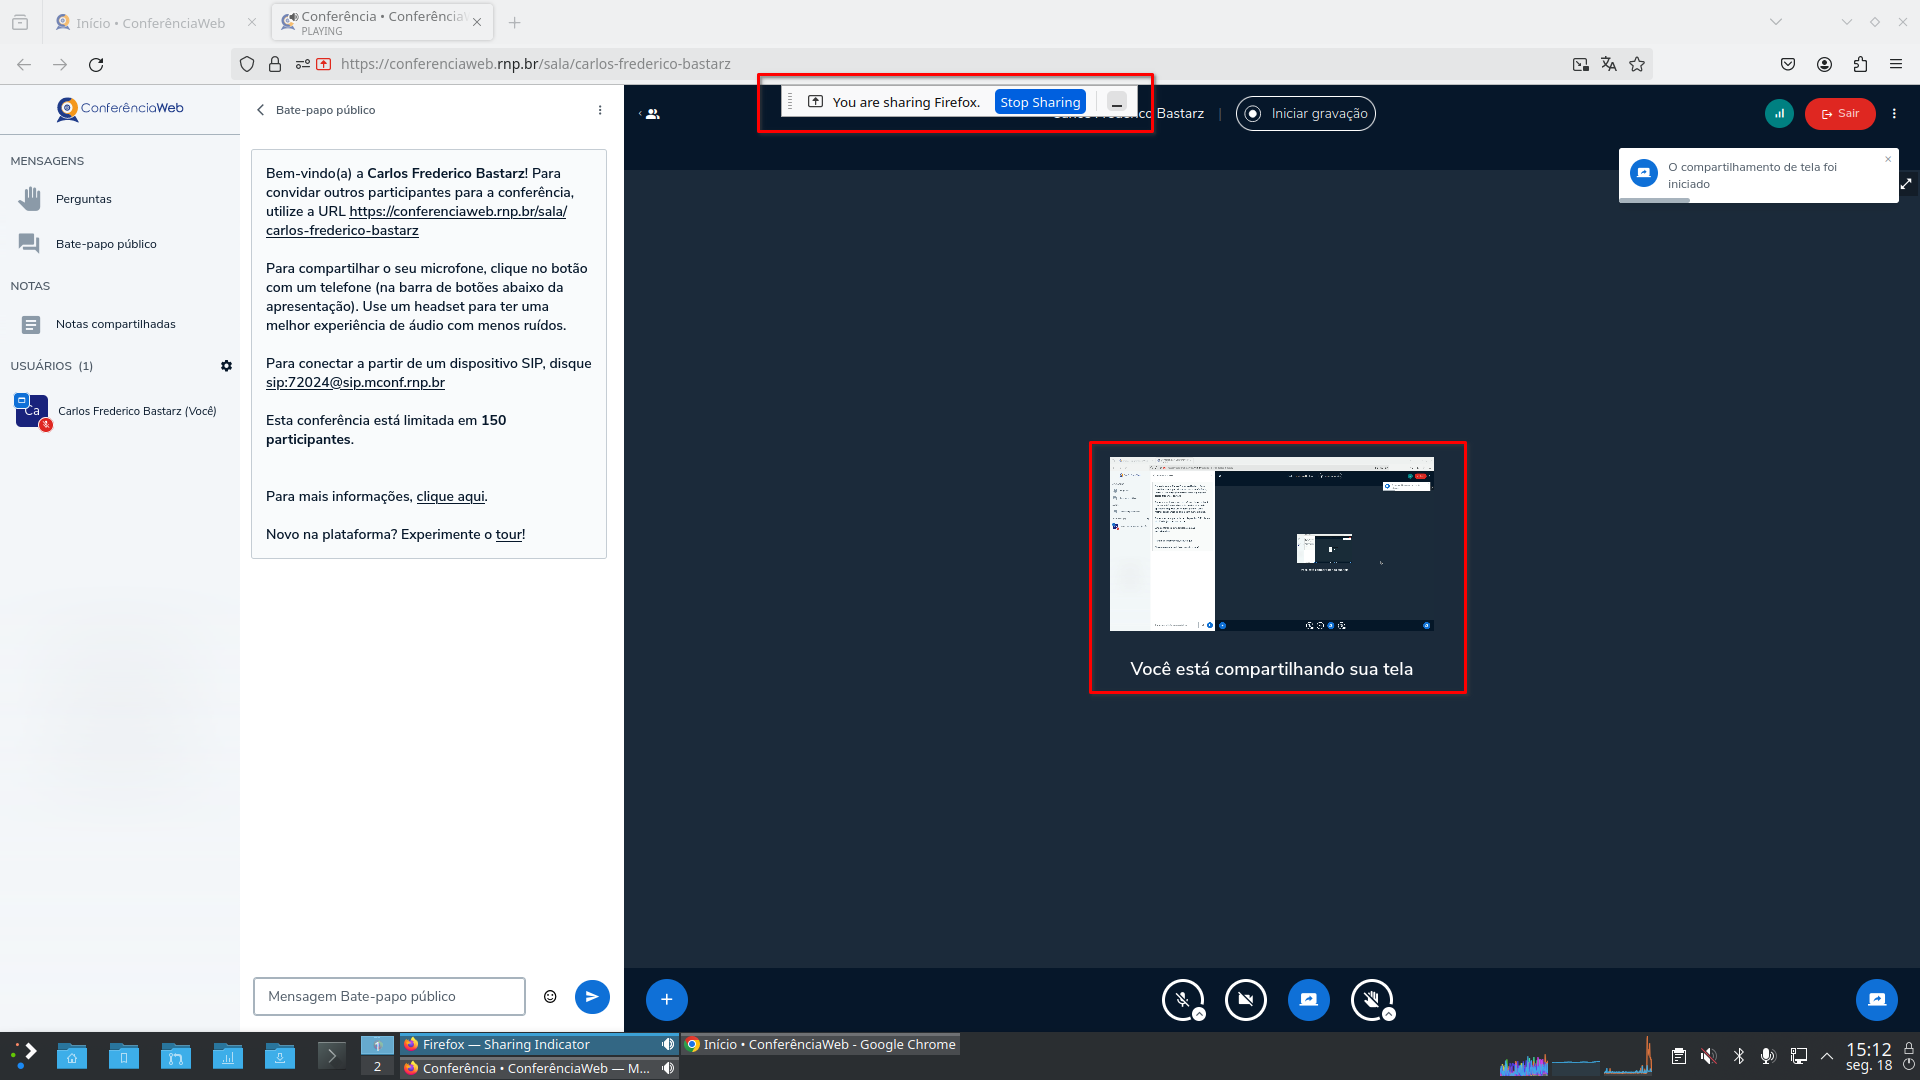 Início • ConferênciaWeb
Conferência • Conferência
PLAYING
https://conferenciaweb.rnp.br/sala/carlos-frederico-bastarz
ConferênciaWeb
MENSAGENS
Perguntas
Bate-papo público
NOTAS
Notas compartilhadas
USUÁRIOS (1)
Ca
Carlos Frederico Bastarz (Você)
Bate-papo público
Bem-vindo(a) a Carlos Frederico Bastarz! Para
convidar outros participantes para a conferência,
utilize a URL https://conferenciaweb.rnp.br/sala/
carlos-frederico-bastarz
Para compartilhar o seu microfone, clique no botão
com um telefone (na barra de botões abaixo da
apresentação). Use um headset para ter uma
melhor experiência de áudio com menos ruídos.
Para conectar a partir de um dispositivo SIP, disque
sip:72024@sip.mconf.rnp.br
Esta conferência está limitada em 150
participantes.
Para mais informações, clique aqui.
Novo na plataforma? Experimente o tour!
Mensagem Bate-papo público
You are sharing Firefox.
Stop Sharing
Bastarz
Iniciar gravação
Sair
O compartilhamento de tela foi
iniciado
Você está compartilhando sua tela
1
2
Firefox — Sharing Indicator
Conferência • ConferênciaWeb — M...
Início • ConferênciaWeb - Google Chrome
15:12
seg. 18